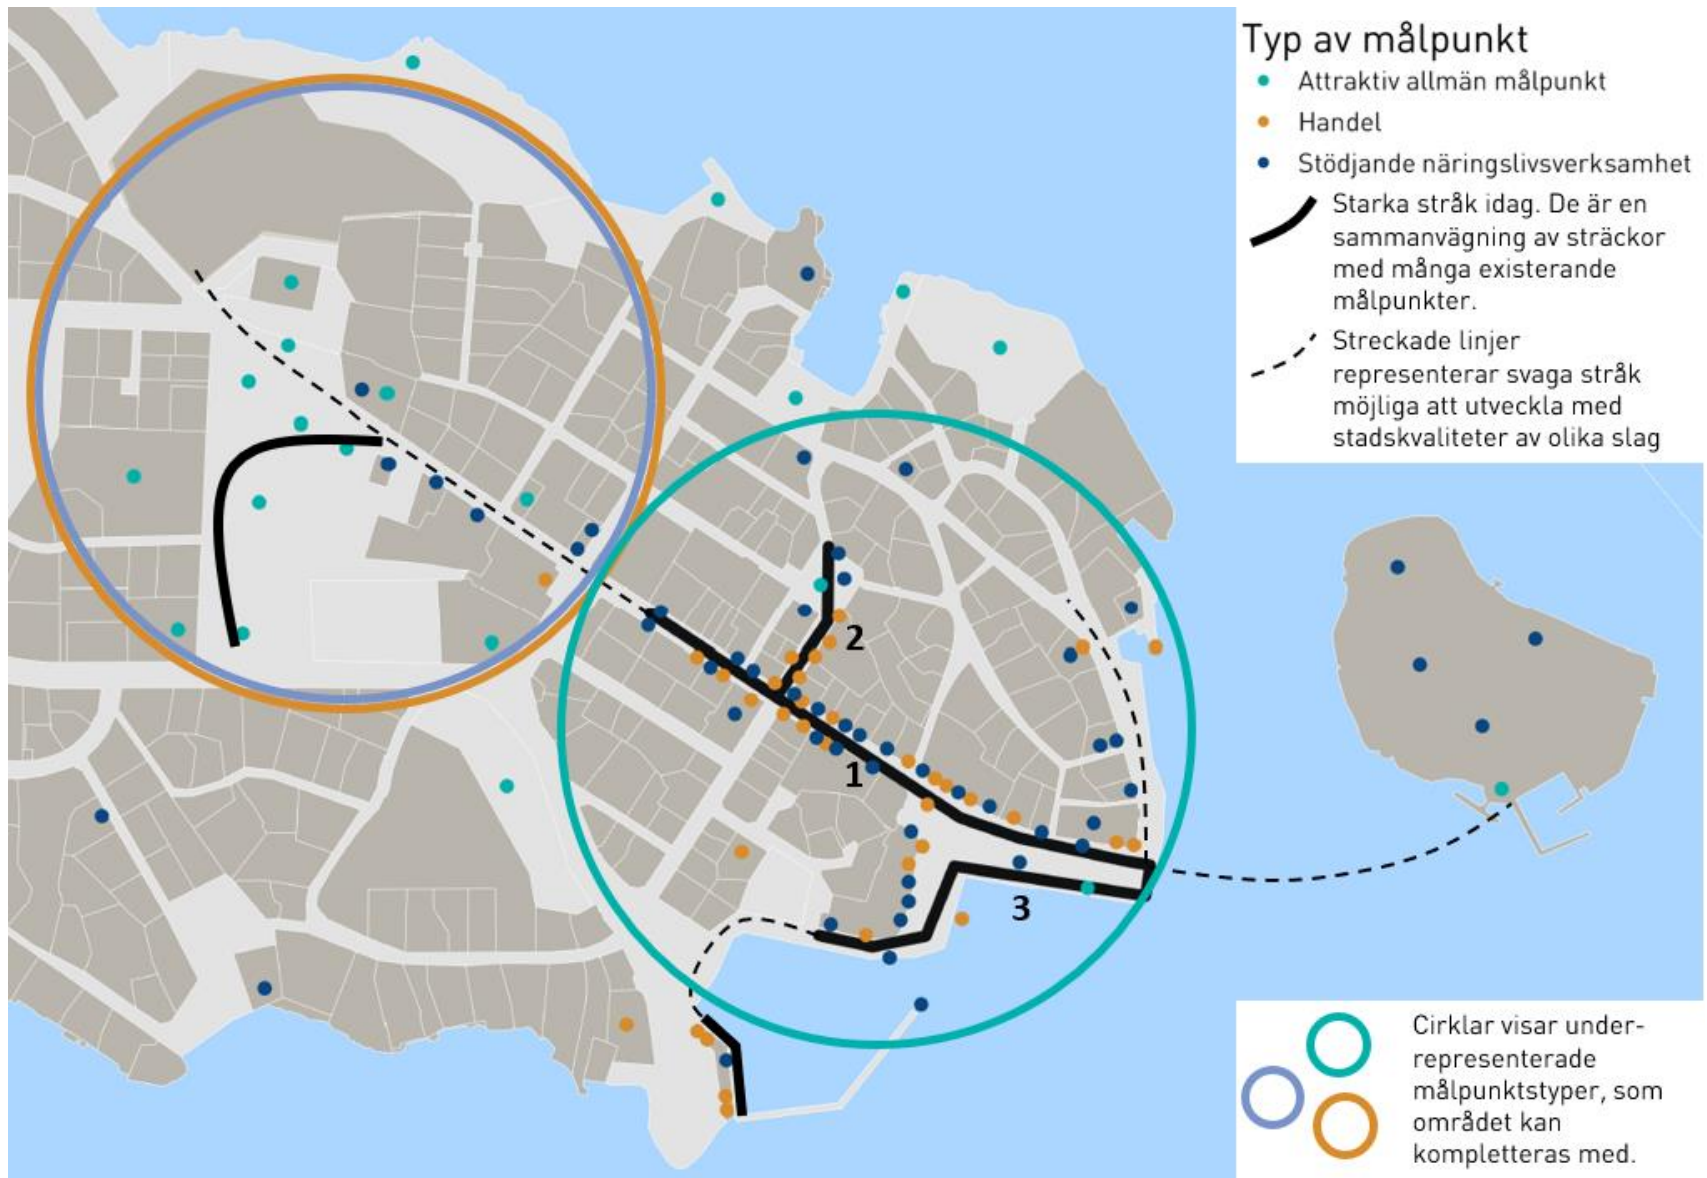 Typ av målpunkt
Attraktiv allmän målpunkt
Handel
Stödjande näringslivsverksamhet
Starka stråk idag. De är en
sammanvägning av sträckor
med många existerande
målpunkter.
Streckade linjer
representerar svaga stråk
möjliga att utveckla med
stadskvaliteter av olika slag
2
1
3
Cirklar visar under-
representerade
målpunktstyper, som
området kan
kompletteras med.